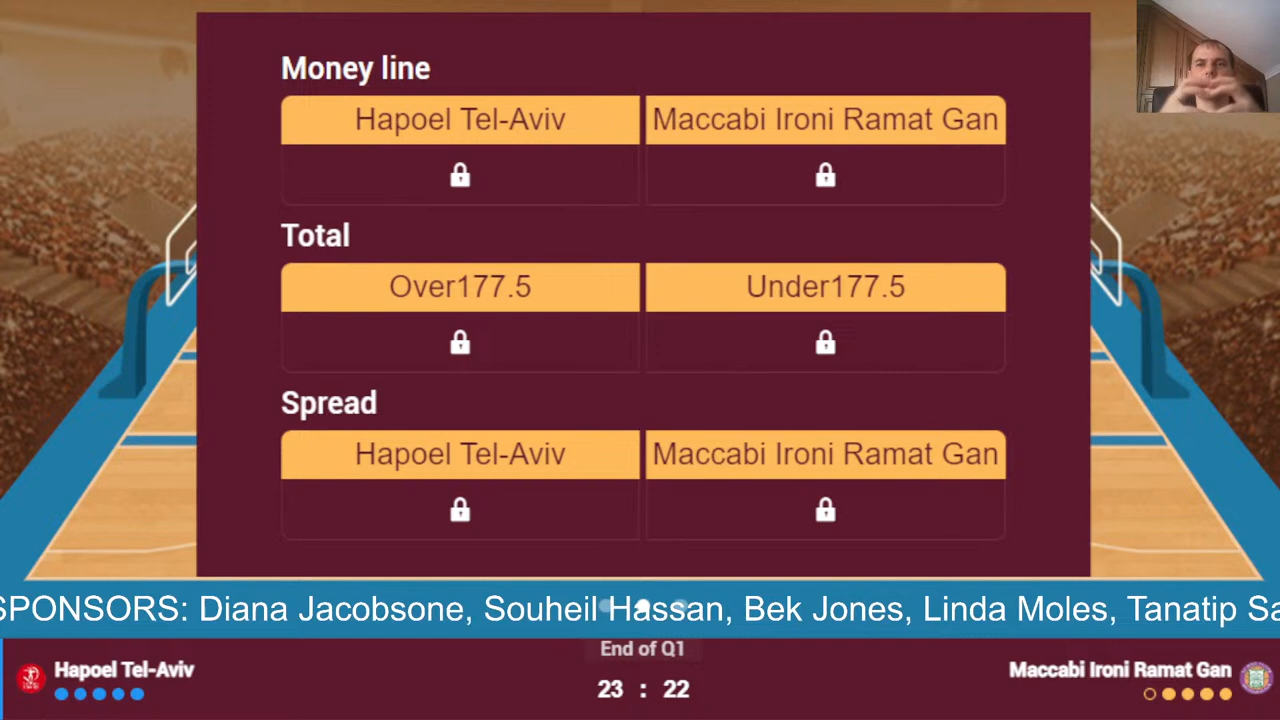 Money line
Hapoel Tel-Aviv
Maccabi Ironi Ramat Gan
Total
Over177.5
Under177.5
Spread
Hapoel Tel-Aviv
Maccabi Ironi Ramat Gan
SPONSORS: Diana Jacobsone, Souheil Hassan, Bek Jones, Linda Moles, Tanatip Sa
End of Q1
Hapoel Tel-Aviv
23 : 22
Maccabi Ironi Ramat Gan